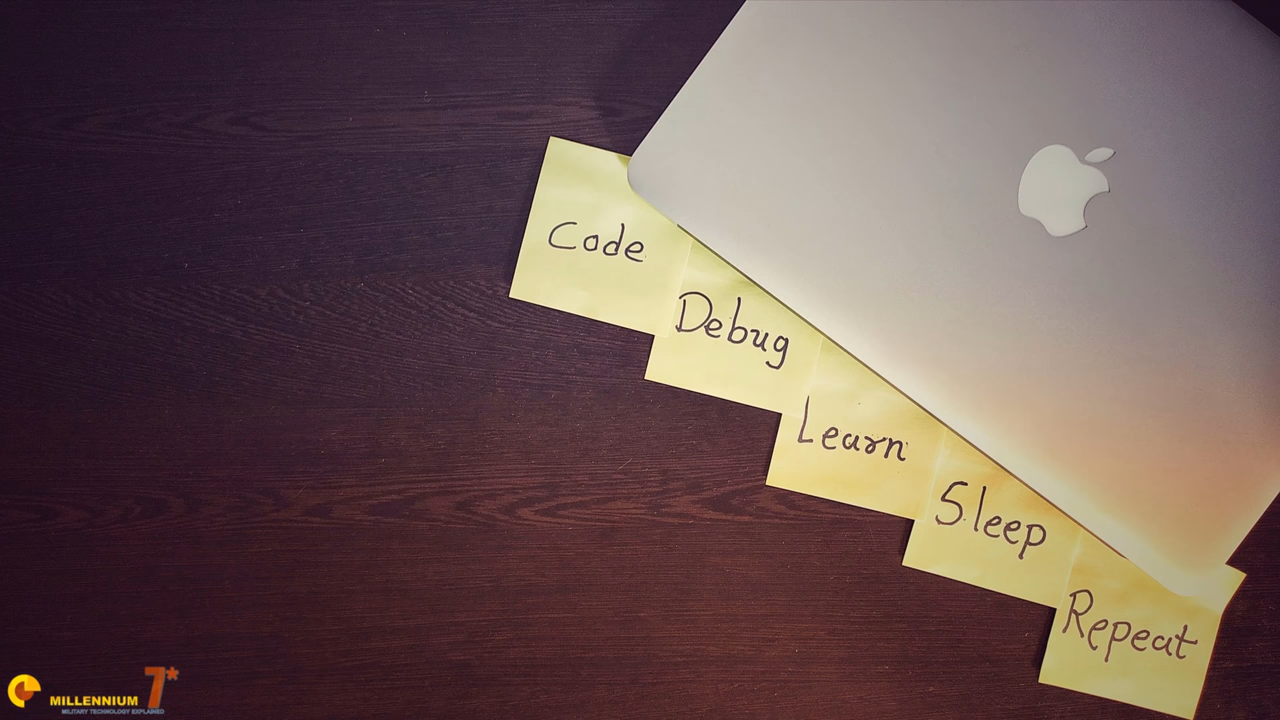 Code
Debug
Learn
Sleep
Repeat
MILLENNIUM 7*
MILITARY TECHNOLOGY EXPLAINED